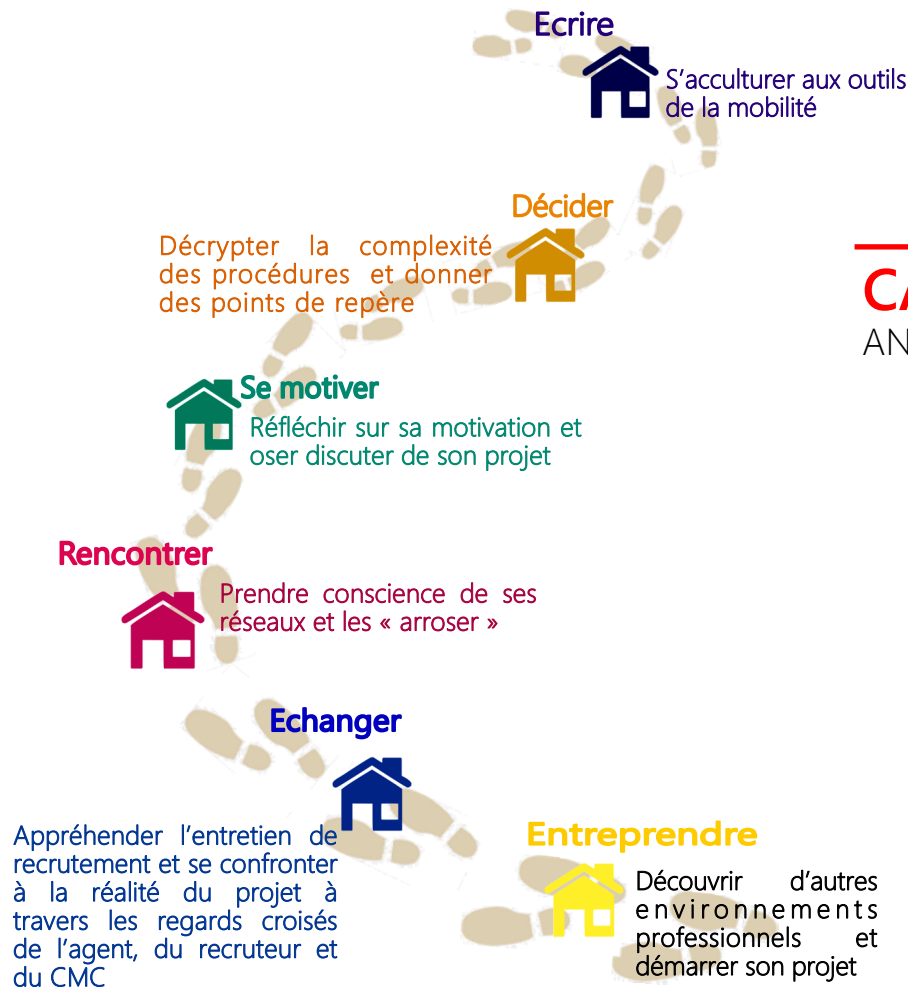 Ecrire
S’acculturer aux outils
de la mobilité
Décider
Décrypter la complexité
des procédures et donner
des points de repère
CA
AN
Se motiver
Réfléchir sur sa motivation et
oser discuter de son projet
Rencontrer
Prendre conscience de ses
réseaux et les « arroser »
Echanger
Appréhender l’entretien de
recrutement et se confronter
à la réalité du projet à
travers les regards croisés
de l’agent, du recruteur et
du CMC
Entreprendre
Découvrir d’autres
environnements
professionnels et
démarrer son projet